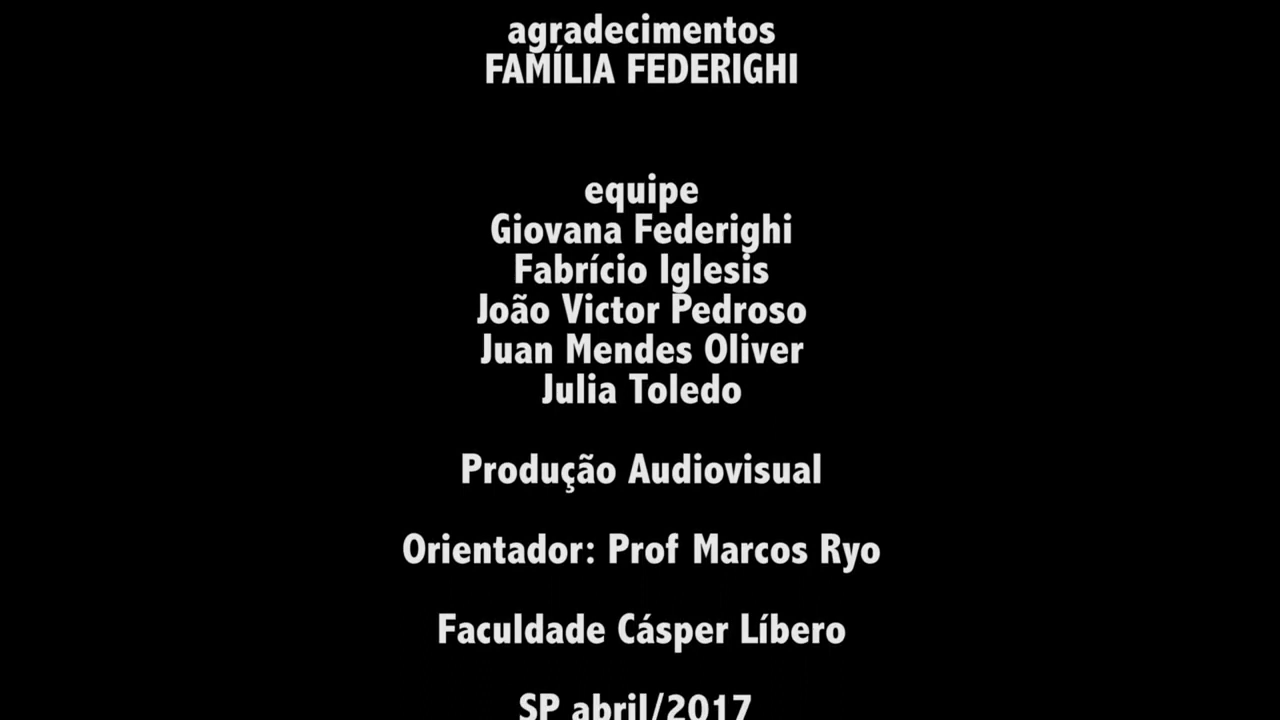 agradecimentos
FAMÍLIA FEDERIGHI
equipe
Giovana Federighi
Fabrício Iglesis
João Victor Pedroso
Juan Mendes Oliver
Julia Toledo
Produção Audiovisual
Orientador: Prof Marcos Ryo
Faculdade Cásper Líbero
SP abril/2017